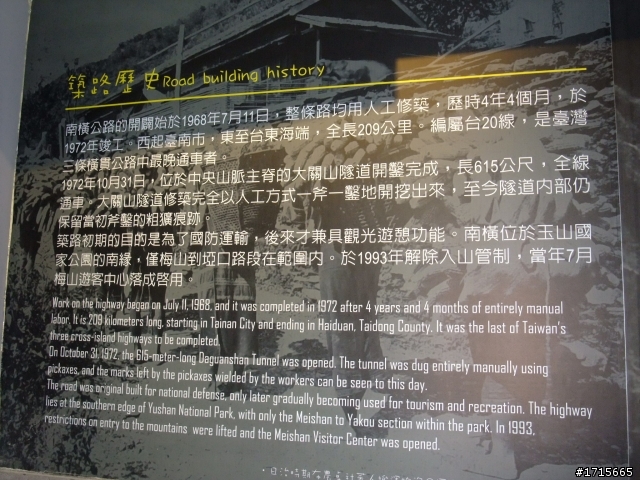 築路歷史 Road building history
南橫公路的開闢始於1968年7月11日，整條路均用人工修築，歷時4年4個月，於
1972年竣工。西起臺南市，東至台東海端，全長209公里。編屬台20線，是臺灣
三條橫貫公路中最晚通車者。
1972年10月31日，位於中央山脈主脊的大關山隧道開鑿完成，長615公尺，全線
通車。大關山隧道修築完全以人工方式一斧一鑿地開挖出來，至今隧道內部仍
保留當初斧鑿的粗獷痕跡。
築路初期的目的是為了國防運輸，後來才兼具觀光遊憩功能。南橫位於玉山國
家公園的南緣，僅梅山到埡口路段在範圍內。於1993年解除入山管制，當年7月
梅山遊客中心落成啓用。
Work on the highway began on July 11, 1968, and it was completed in 1972 after 4 years and 4 months of entirely manual
labor. It is 209 kilometers long, starting in Tainan City and ending in Haiduan, Taidong County. It was the last of Taiwan's
three cross-island highways to be completed.
On October 31, 1972, the 615-meter-long Daguanshan Tunnel was opened. The tunnel was dug entirely manually using
pickaxes, and the marks left by the pickaxes wielded by the workers can be seen to this day.
The road was original built for national defense, only later gradually becoming used for tourism and recreation. The highway
lies at the southern edge of Yushan National Park, with only the Meishan to Yakou section within the park. In 1993,
restrictions on entry to the mountains were lifted and the Meishan Visitor Center was opened.
#1715665